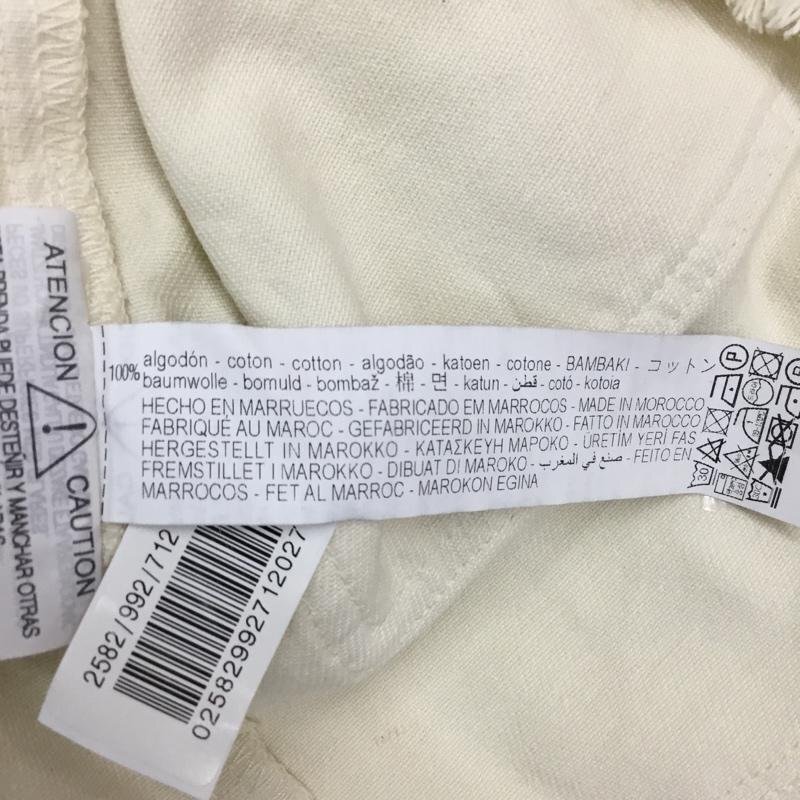 100% algodón - coton - cotton - algodão - katoen - cotone - BAMBAKI - コットン
baumwolle - bomuld - bombaž - 棉 - 면 - katun - قطن - cotó - kotoia
HECHO EN MARRUECOS - FABRICADO EM MARROCOS - MADE IN MOROCCO
FABRIQUÉ AU MAROC - GEFABRICEERD IN MAROKKO - FATTO IN MARROCCO
HERGESTELLT IN MAROKKO - ΚΑΤΑΣΚΕΥΗ ΜΑΡΟΚΟ - ÜRETİM YERİ FAS
FREMSTILLET I MAROKKO - DIBUAT DI MAROKO - صنع في المغرب - FEITO EN
MARROCOS - FET AL MARROC - MAROKON EGINA
ATENCION
CAUTION
PRENDA PUEDE DESTEÑIR Y MANCHAR OTRAS
2582/992/712
02582992712027